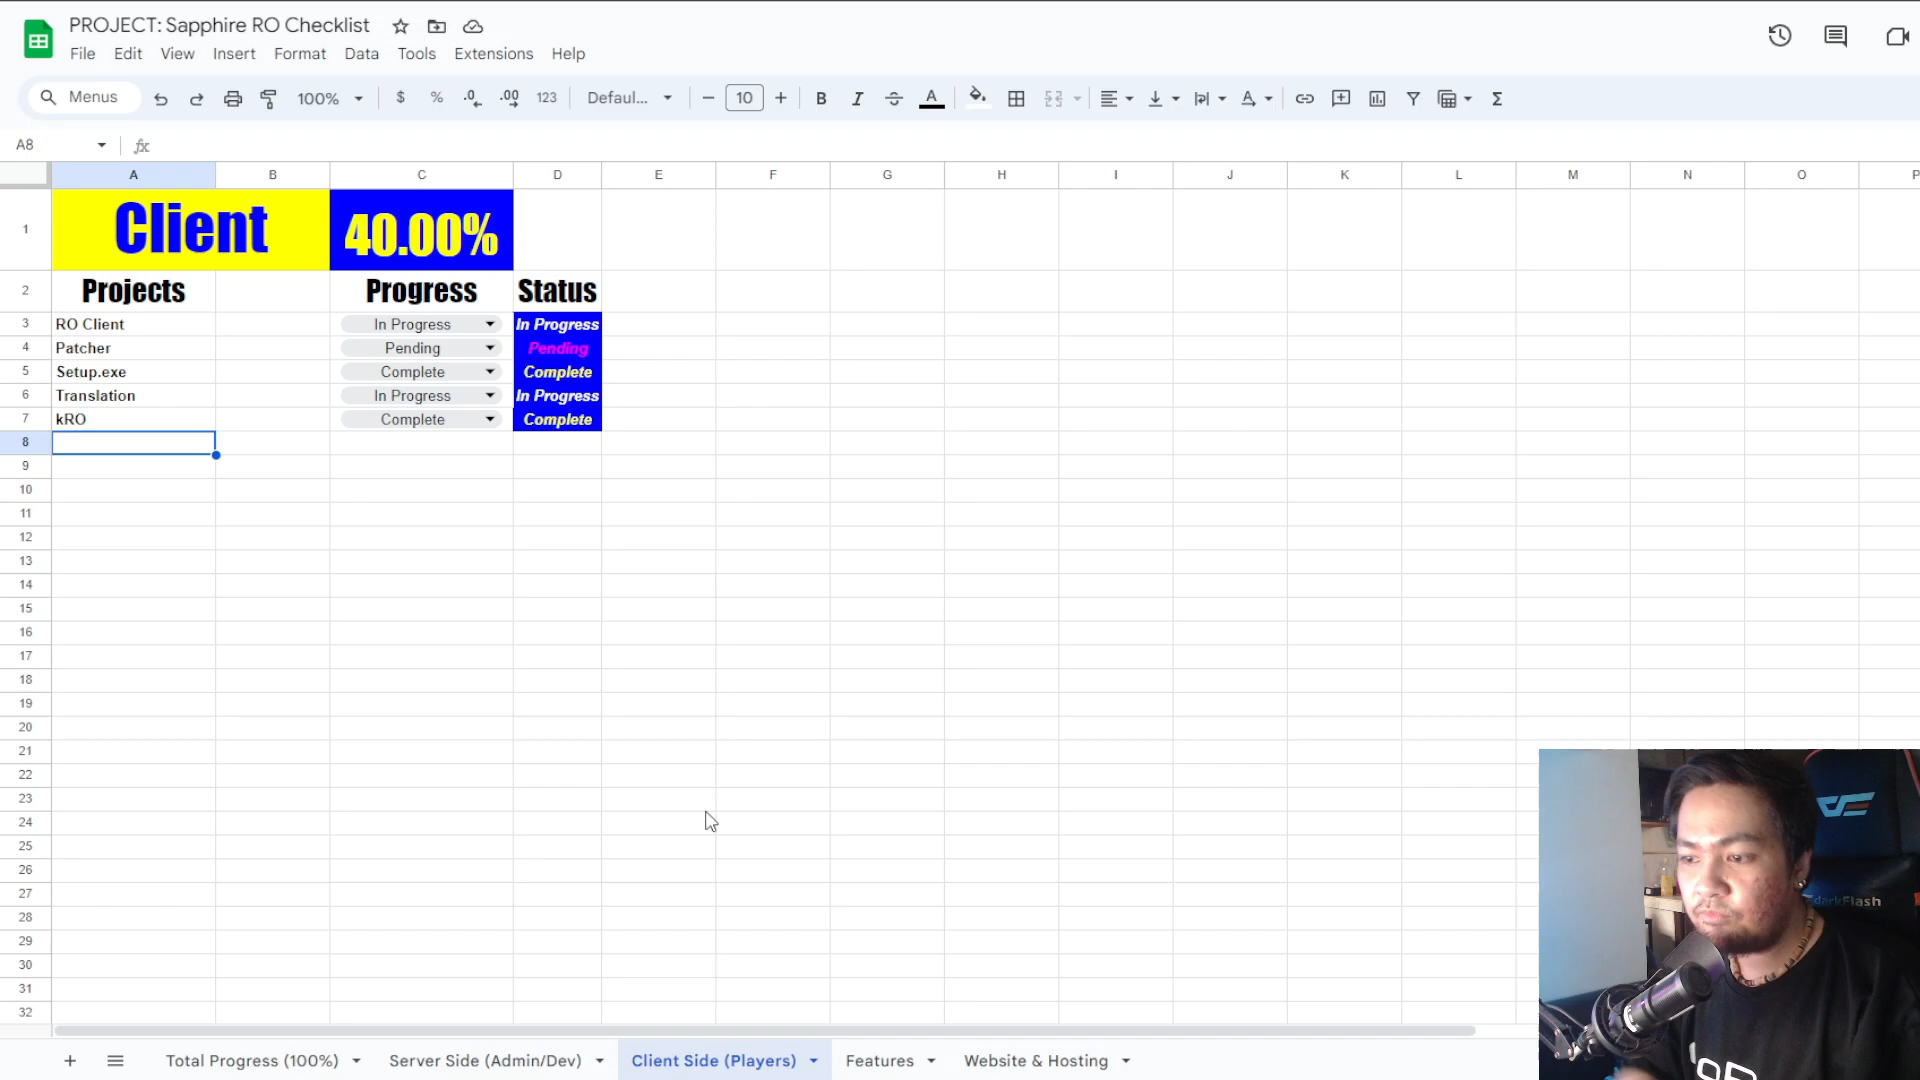 PROJECT: Sapphire RO Checklist
File Edit View Insert Format Data Tools Extensions Help
Menus 100% $ % .0 .00 123 Defaul... 10 B I A Σ
A8 fx
A B C D E F G H I J K L M N O P
1 Client 40.00%
2 Projects Progress Status
3 RO Client In Progress In Progress
4 Patcher Pending Pending
5 Setup.exe Complete Complete
6 Translation In Progress In Progress
7 kRO Complete Complete
8
9
10
11
12
13
14
15
16
17
18
19
20
21
22
23
24
25
26
27
28
29
30
31
32
darkFlash
Total Progress (100%) Server Side (Admin/Dev) Client Side (Players) Features Website & Hosting